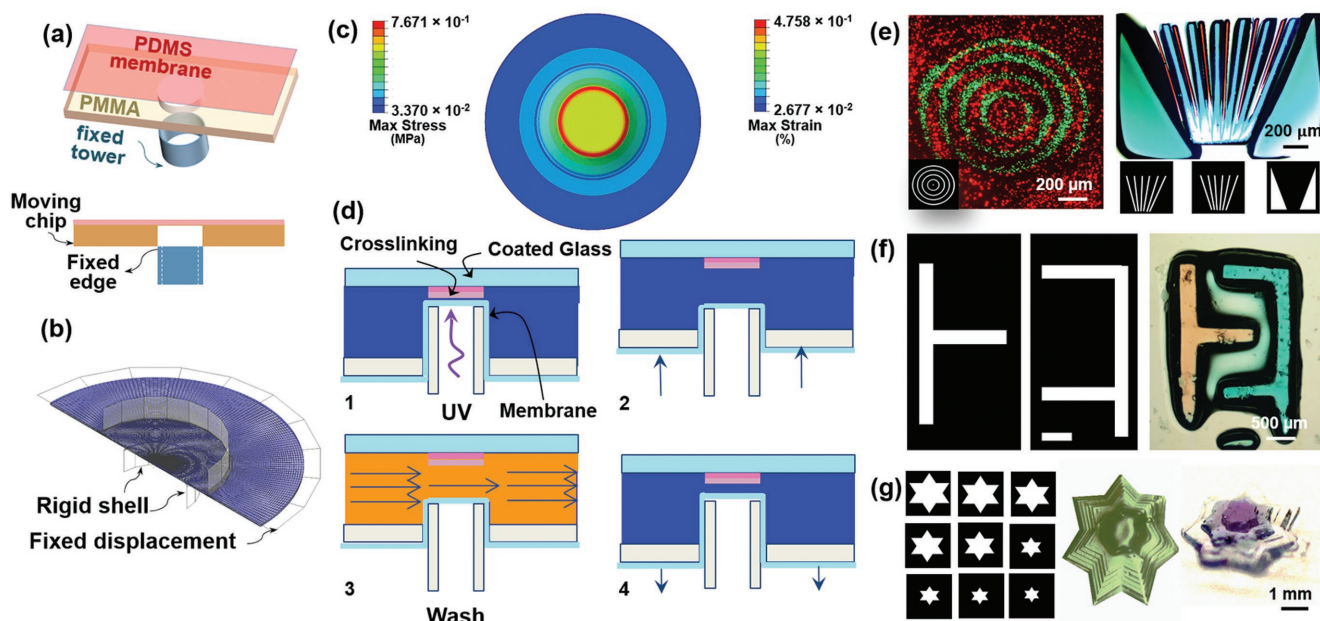 (a)
PDMS
membrane
PMMA
fixed
tower
Moving
chip
Fixed
edge
(b)
Rigid shell
Fixed displacement
(c)
7.671 × 10⁻¹
3.370 × 10⁻²
Max Stress
(MPa)
4.758 × 10⁻¹
2.677 × 10⁻²
Max Strain
(%)
(d)
Crosslinking
Coated Glass
1
UV
Membrane
2
3
Wash
4
(e)
200 µm
200 µm
(f)
500 µm
(g)
1 mm